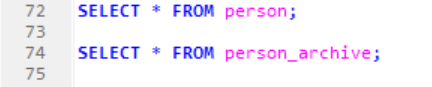 72 SELECT * FROM person;
73
74 SELECT * FROM person_archive;
75